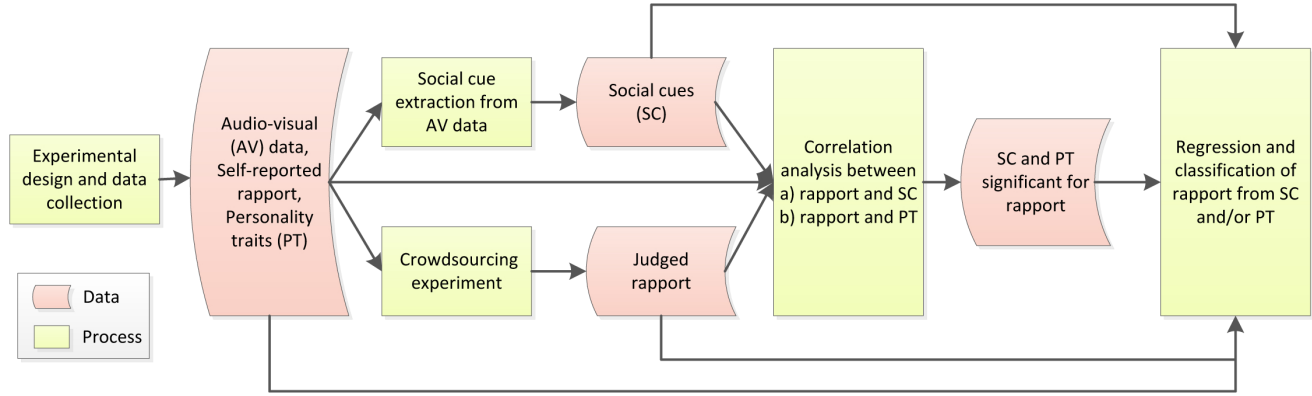 Experimental
design and data
collection
Audio-visual
(AV) data,
Self-reported
rapport,
Personality
traits (PT)
Social cue
extraction from
AV data
Social cues
(SC)
Crowdsourcing
experiment
Judged
rapport
Correlation
analysis between
a) rapport and SC
b) rapport and PT
SC and PT
significant for
rapport
Regression and
classification of
rapport from SC
and/or PT
Data
Process